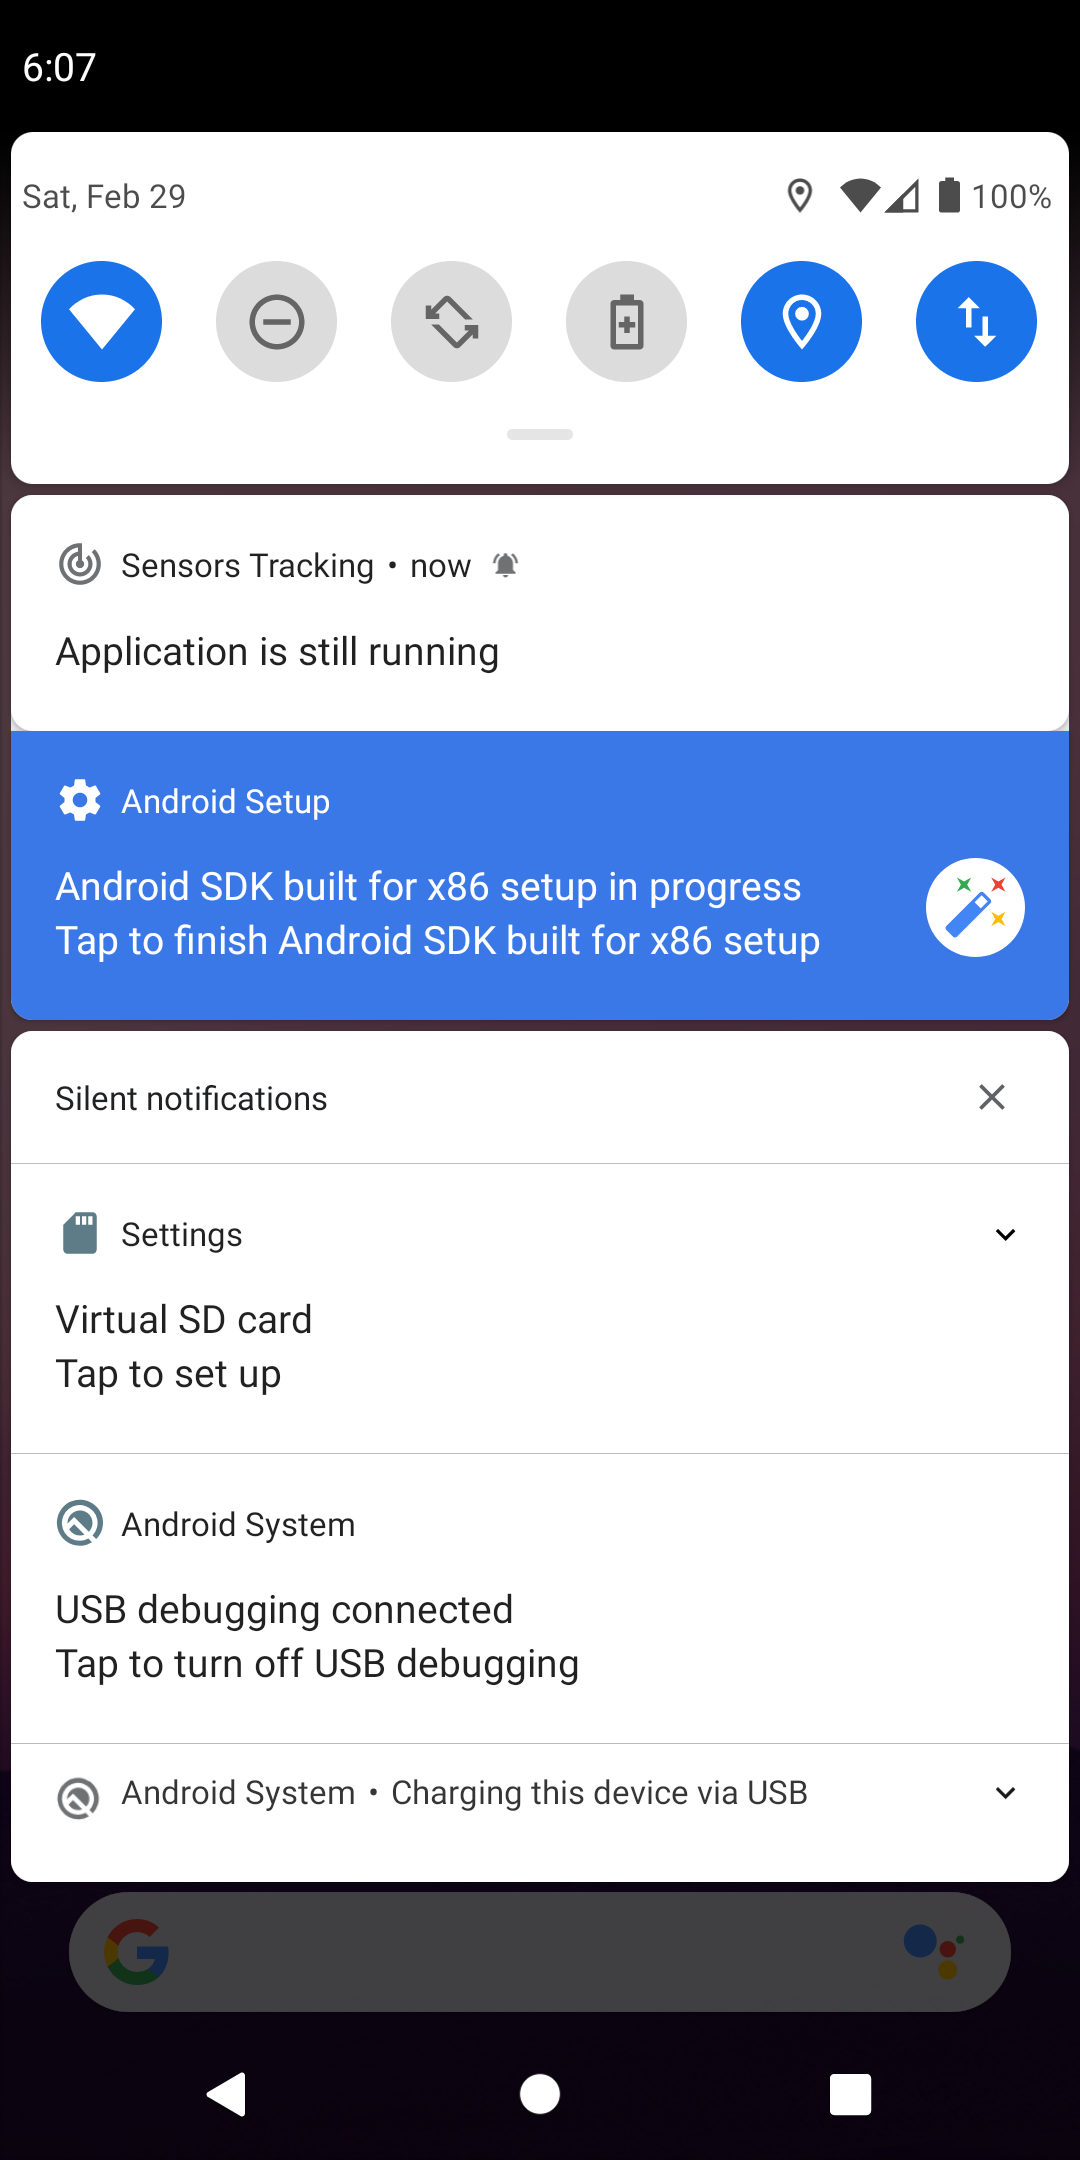 6:07
Sat, Feb 29
100%
Sensors Tracking • now
Application is still running
Android Setup
Android SDK built for x86 setup in progress
Tap to finish Android SDK built for x86 setup
Silent notifications
Settings
Virtual SD card
Tap to set up
Android System
USB debugging connected
Tap to turn off USB debugging
Android System • Charging this device via USB